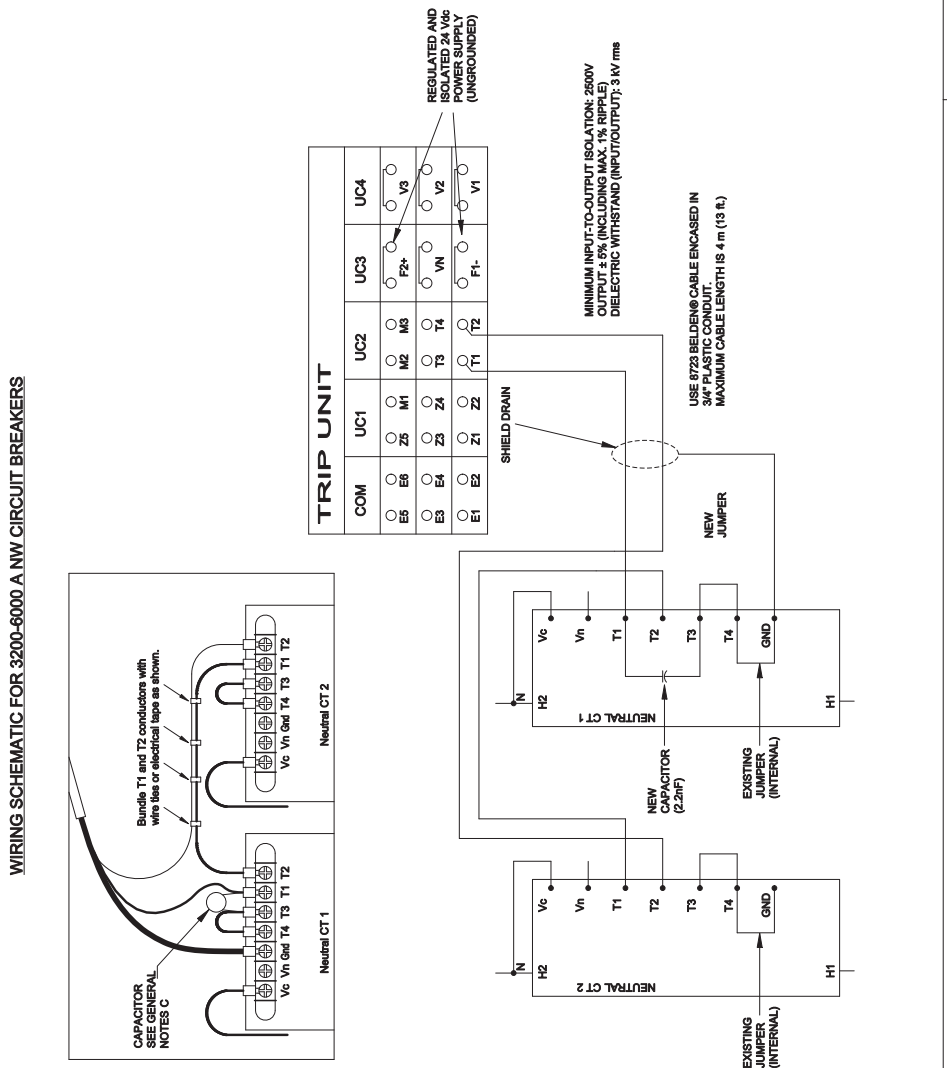 WIRING SCHEMATIC FOR 3200-6000 A NW CIRCUIT BREAKERS
CAPACITOR
SEE GENERAL
NOTES C
Bundle T1 and T2 conductors with
wire ties or electrical tape as shown.
Vc Vn Gnd T4 T3 T1 T2
Neutral CT 1
Vc Vn Gnd T4 T3 T1 T2
Neutral CT 2
TRIP UNIT
COM UC1 UC2 UC3 UC4
E5 E6 Z5 M1 M2 M3 F2+ V3
E3 E4 Z3 Z4 T3 T4 VN V2
E1 E2 Z1 Z2 T1 T2 F1- V1
REGULATED AND
ISOLATED 24 Vdc
POWER SUPPLY
(UNGROUNDED)
MINIMUM INPUT-TO-OUTPUT ISOLATION: 2500V
OUTPUT ± 5% (INCLUDING MAX. 1% RIPPLE)
DIELECTRIC WITHSTAND (INPUT/OUTPUT): 3 kV rms
SHIELD DRAIN
USE 8723 BELDEN® CABLE ENCASED IN
3/4" PLASTIC CONDUIT.
MAXIMUM CABLE LENGTH IS 4 m (13 ft.)
NEW
JUMPER
N
H2
Vc
Vn
T1
T2
T3
T4
GND
H1
NEUTRAL CT 2
EXISTING
JUMPER
(INTERNAL)
N
H2
Vc
Vn
T1
T2
T3
T4
GND
H1
NEUTRAL CT 1
NEW
CAPACITOR
(2.2nF)
EXISTING
JUMPER
(INTERNAL)